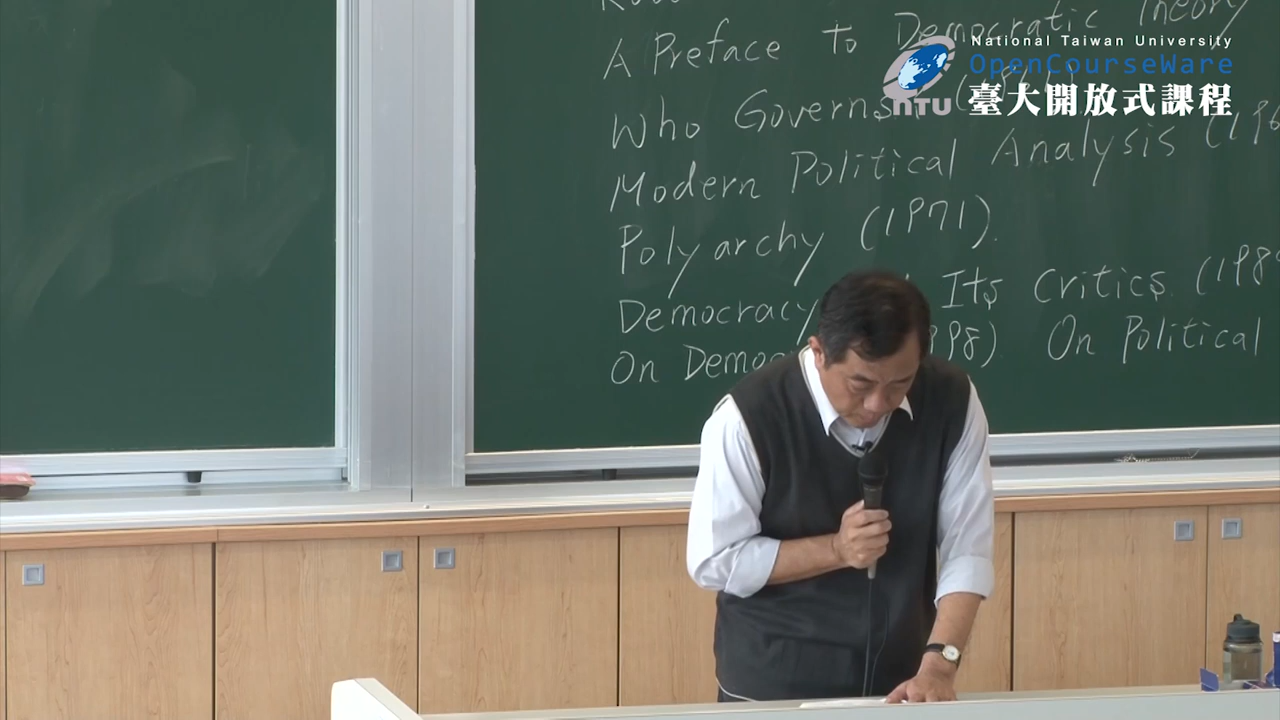 A Preface to Democratic Theory
National Taiwan University
OpenCourseWare
臺大開放式課程
NTU
Who Governs
Modern Political Analysis
Polyarchy (1971).
Democracy Its Critics
On Political